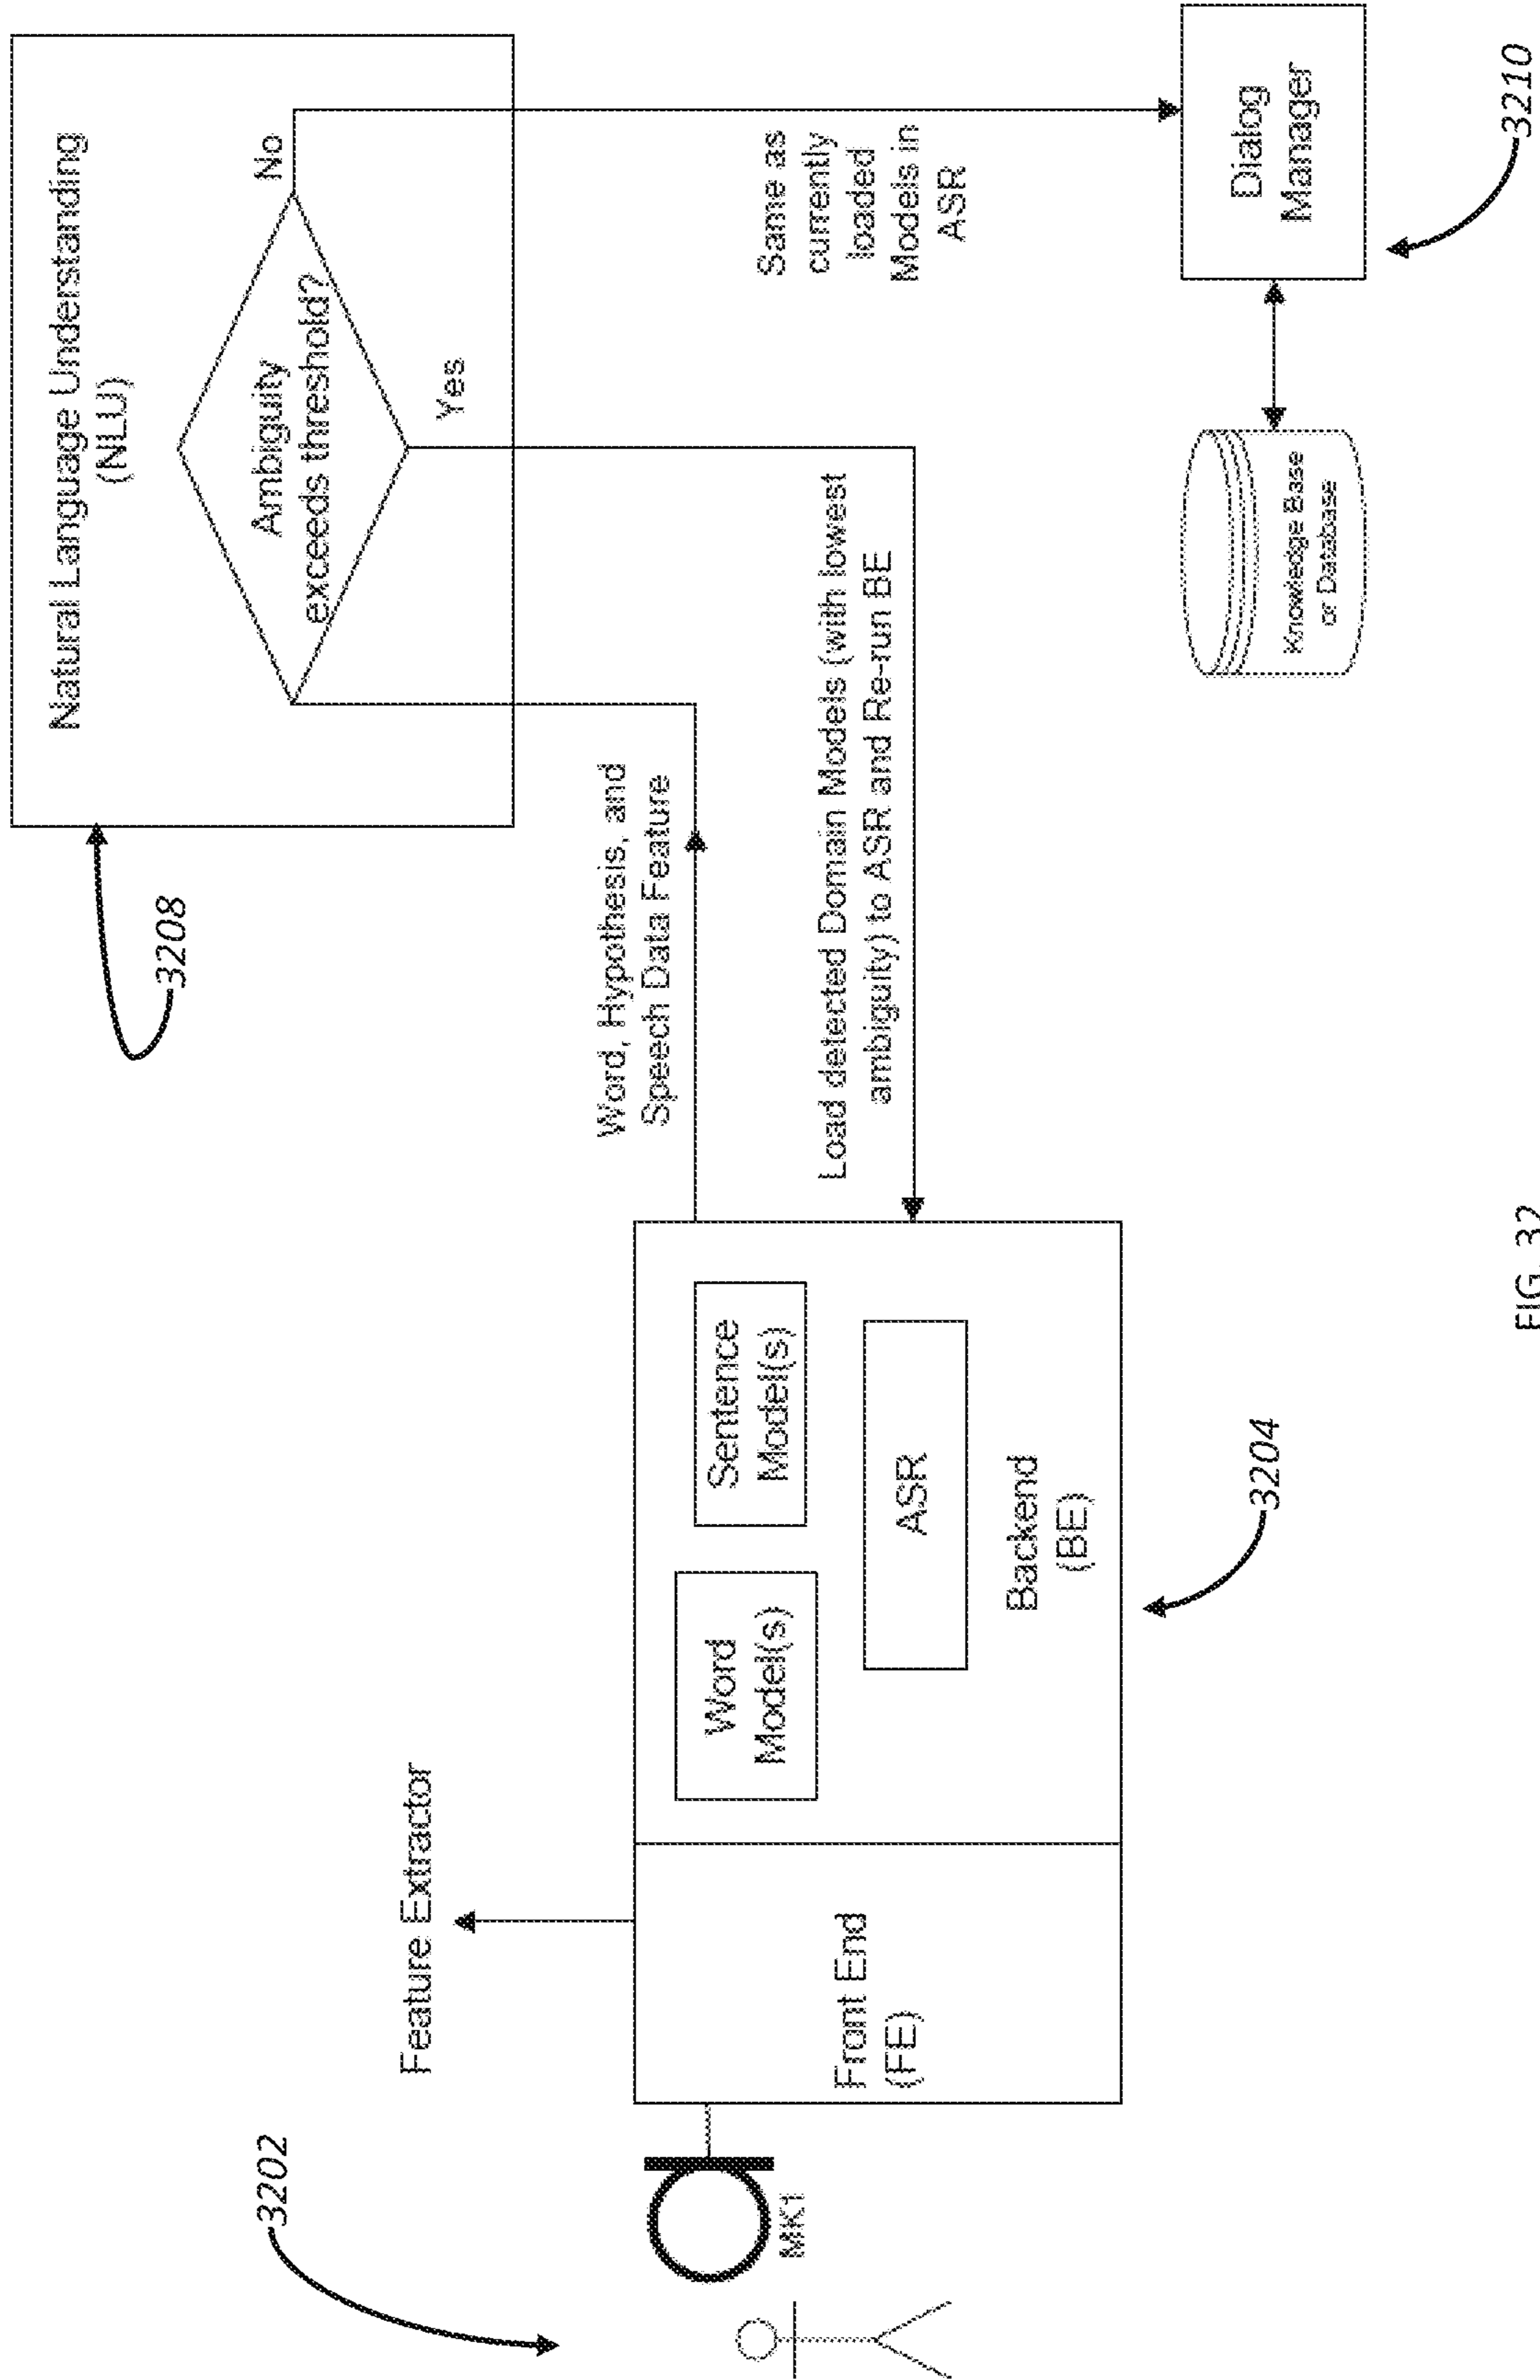 3202
MK1
Feature Extractor
Front End
(FE)
Word
Model(s)
Sentence
Model(s)
ASR
Backend
(BE)
3204
Word, Hypothesis, and
Speech Data Feature
Load detected Domain Models (with lowest
ambiguity) to ASR and Re-run BE
3208
Natural Language Understanding
(NLU)
Ambiguity
exceeds threshold?
No
Yes
Same as
currently
loaded
Models in
ASR
Knowledge Base
or Database
Dialog
Manager
3210
FIG. 32